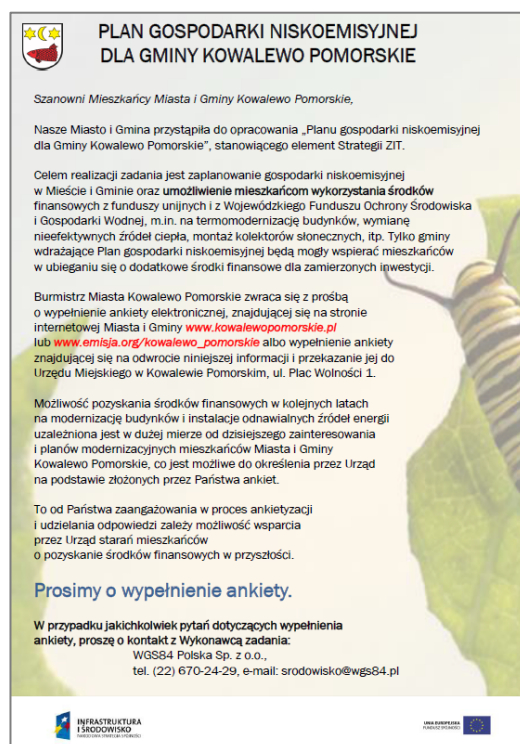 PLAN GOSPODARKI NISKOEMISYJNEJ
DLA GMINY KOWALEWO POMORSKIE
Szanowni Mieszkańcy Miasta i Gminy Kowalewo Pomorskie,
Nasze Miasto i Gmina przystąpiła do opracowania „Planu gospodarki niskoemisyjnej
dla Gminy Kowalewo Pomorskie”, stanowiącego element Strategii ZIT.
Celem realizacji zadania jest zaplanowanie gospodarki niskoemisyjnej
w Mieście i Gminie oraz umożliwienie mieszkańcom wykorzystania środków
finansowych z funduszy unijnych i z Wojewódzkiego Funduszu Ochrony Środowiska
i Gospodarki Wodnej, m.in. na termomodernizację budynków, wymianę
nieefektywnych źródeł ciepła, montaż kolektorów słonecznych, itp. Tylko gminy
wdrażające Plan gospodarki niskoemisyjnej będą mogły wspierać mieszkańców
w ubieganiu się o dodatkowe środki finansowe dla zamierzonych inwestycji.
Burmistrz Miasta Kowalewo Pomorskie zwraca się z prośbą
o wypełnienie ankiety elektronicznej, znajdującej się na stronie
internetowej Miasta i Gminy www.kowalewopomorskie.pl
lub www.emisja.org/kowalewo_pomorskie albo wypełnienie ankiety
znajdującej się na odwrocie niniejszej informacji i przekazanie jej do
Urzędu Miejskiego w Kowalewie Pomorskim, ul. Plac Wolności 1.
Możliwość pozyskania środków finansowych w kolejnych latach
na modernizację budynków i instalacje odnawialnych źródeł energii
uzależniona jest w dużej mierze od dzisiejszego zainteresowania
i planów modernizacyjnych mieszkańców Miasta i Gminy
Kowalewo Pomorskie, co jest możliwe do określenia przez Urząd
na podstawie złożonych przez Państwa ankiet.
To od Państwa zaangażowania w proces ankietyzacji
i udzielania odpowiedzi zależy możliwość wsparcia
przez Urząd starań mieszkańców
o pozyskanie środków finansowych w przyszłości.
Prosimy o wypełnienie ankiety.
W przypadku jakichkolwiek pytań dotyczących wypełnienia
ankiety, proszę o kontakt z Wykonawcą zadania:
WGS84 Polska Sp. z o.o.,
tel. (22) 670-24-29, e-mail: srodowisko@wgs84.pl
INFRASTRUKTURA
I ŚRODOWISKO
NARODOWA STRATEGIA SPÓJNOŚCI
UNIA EUROPEJSKA
FUNDUSZ SPÓJNOŚCI